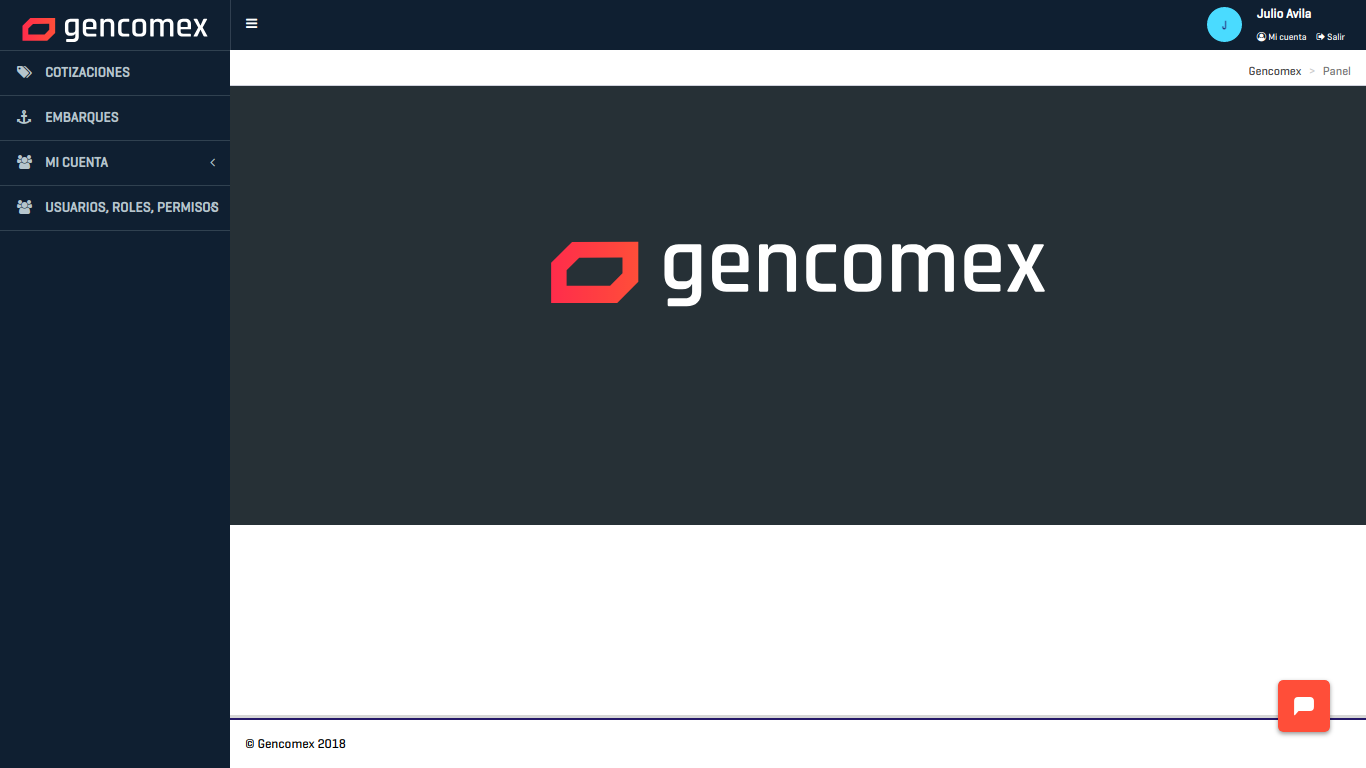 gencomex
Julio Avila
J
Mi cuenta Salir
Gencomex > Panel
COTIZACIONES
EMBARQUES
MI CUENTA
USUARIOS, ROLES, PERMISOS
gencomex
© Gencomex 2018